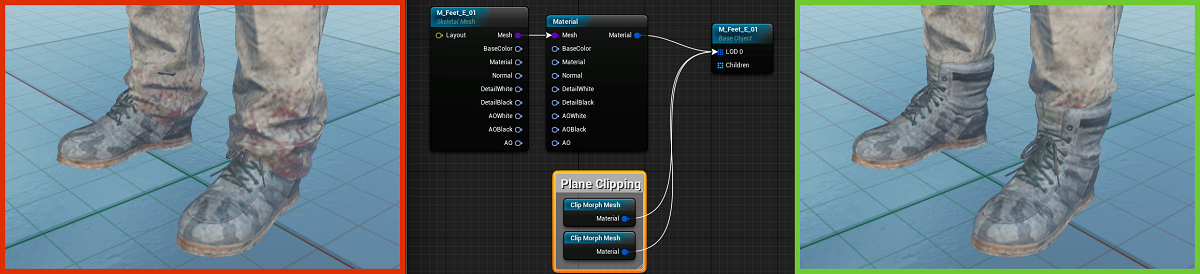 M_Feet_E_01
Skeletal Mesh
Layout
Mesh
BaseColor
Material
Normal
DetailWhite
DetailBlack
AOWhite
AOBlack
AO
Material
Mesh
Material
BaseColor
Material
Normal
DetailWhite
DetailBlack
AOWhite
AOBlack
AO
M_Feet_E_01
Base Object
LOD 0
Children
Plane Clipping
Clip Morph Mesh
Material
Clip Morph Mesh
Material